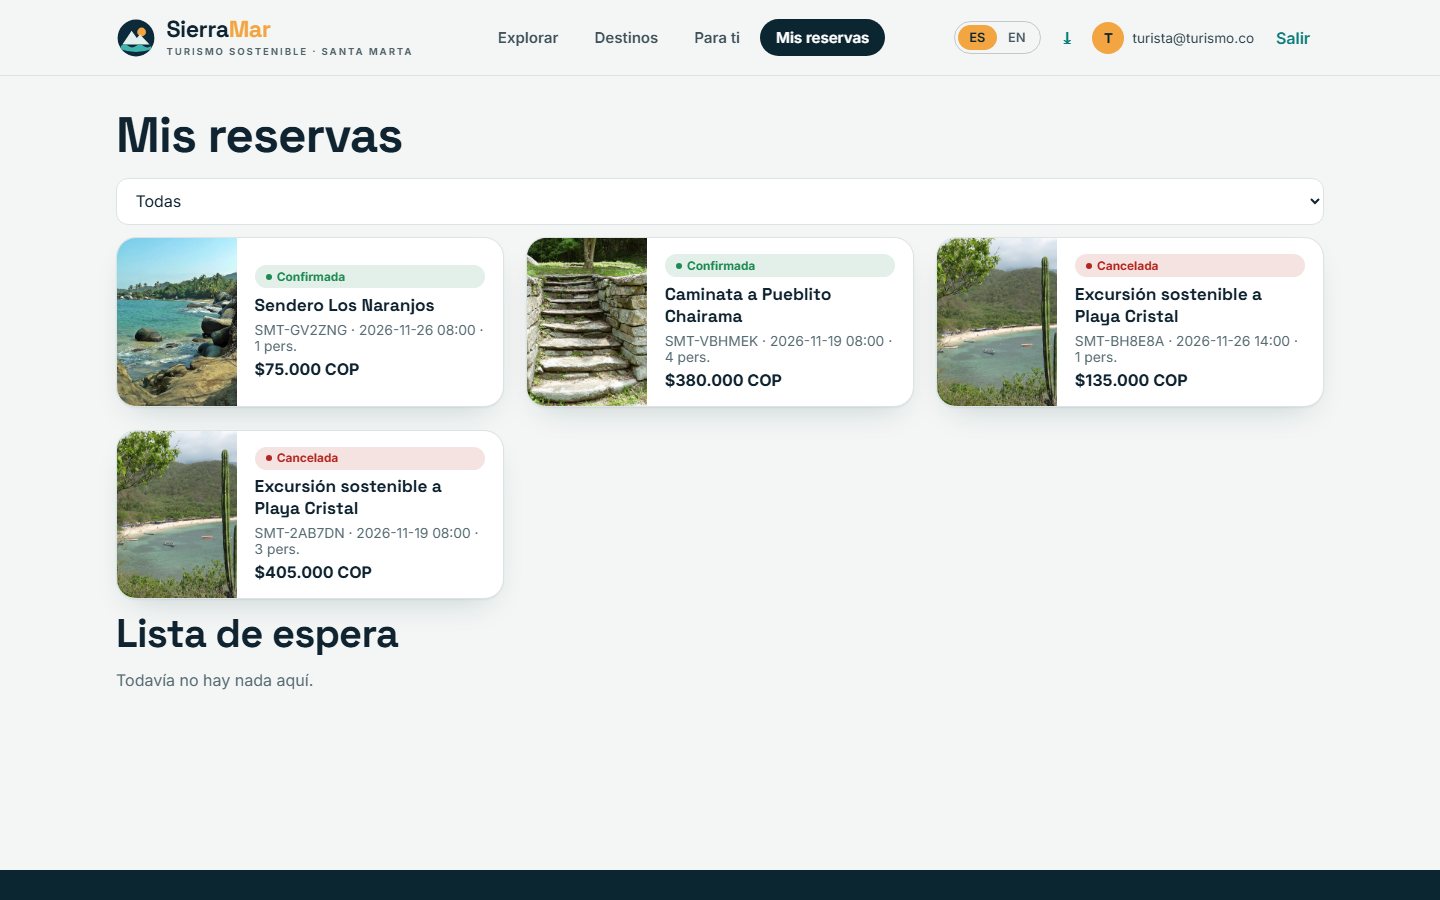 SierraMar
TURISMO SOSTENIBLE · SANTA MARTA
Explorar
Destinos
Para ti
Mis reservas
ES
EN
T
turista@turismo.co
Salir
Mis reservas
Todas
Confirmada
Sendero Los Naranjos
SMT-GV2ZNG · 2026-11-26 08:00 ·
1 pers.
$75.000 COP
Confirmada
Caminata a Pueblito
Chairama
SMT-VBHMEK · 2026-11-19 08:00 ·
4 pers.
$380.000 COP
Cancelada
Excursión sostenible a
Playa Cristal
SMT-BH8E8A · 2026-11-26 14:00 ·
1 pers.
$135.000 COP
Cancelada
Excursión sostenible a
Playa Cristal
SMT-2AB7DN · 2026-11-19 08:00 ·
3 pers.
$405.000 COP
Lista de espera
Todavía no hay nada aquí.